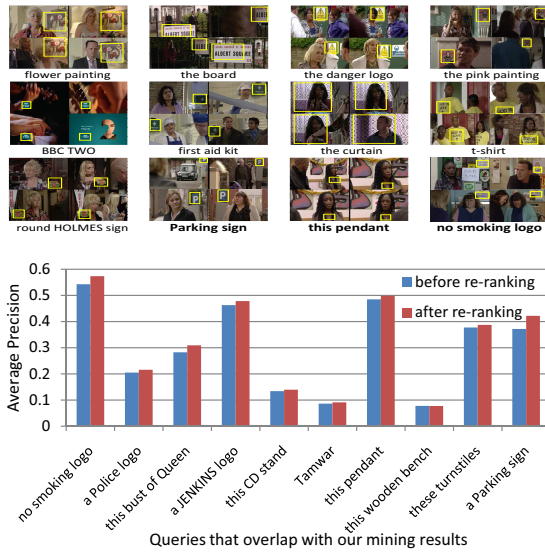 ALBERT SQUARE
flower painting
the board
the danger logo
the pink painting
BBC TWO
first aid kit
the curtain
t-shirt
P
round HOLMES sign
Parking sign
this pendant
no smoking logo
0.6
0.5
0.4
0.3
0.2
0.1
0
Average Precision
before re-ranking
after re-ranking
no smoking logo
a Police logo
this bust of Queen
a JENKINS logo
this CD stand
Tamwar
this pendant
this wooden bench
these turnstiles
a Parking sign
Queries that overlap with our mining results